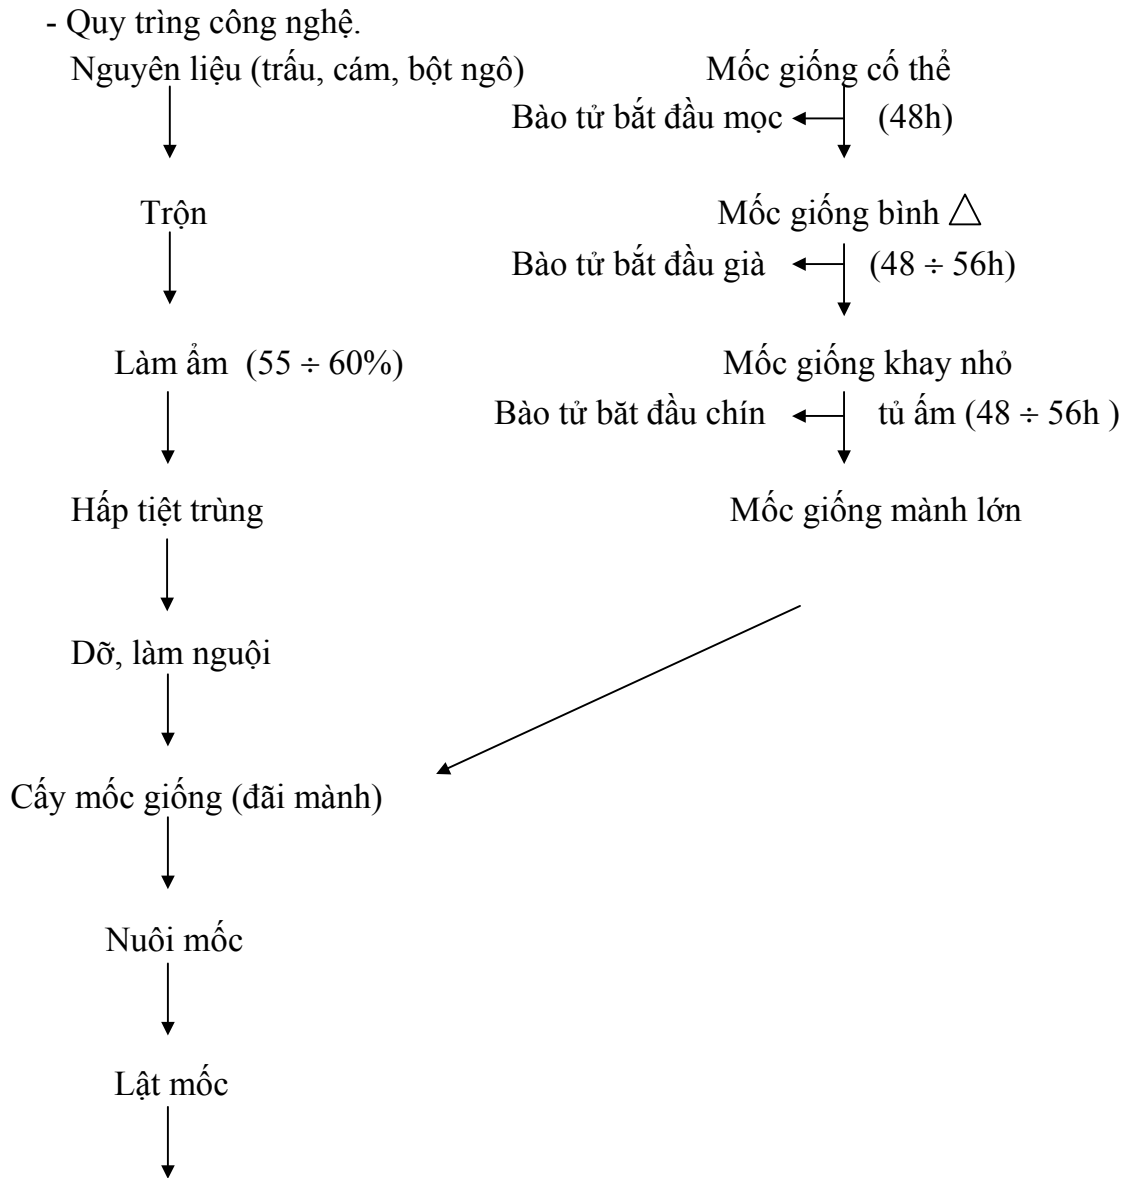 - Quy trìng công nghệ.
Nguyên liệu (trấu, cám, bột ngô) Mốc giống cố thể
Bào tử bắt đầu mọc (48h)
Trộn Mốc giống bình △
Bào tử bắt đầu già (48 ÷ 56h)
Làm ẩm (55 ÷ 60%) Mốc giống khay nhỏ
Bào tử băt đầu chín tủ ấm (48 ÷ 56h )
Hấp tiệt trùng Mốc giống mành lớn
Dỡ, làm nguội
Cấy mốc giống (đãi mành)
Nuôi mốc
Lật mốc